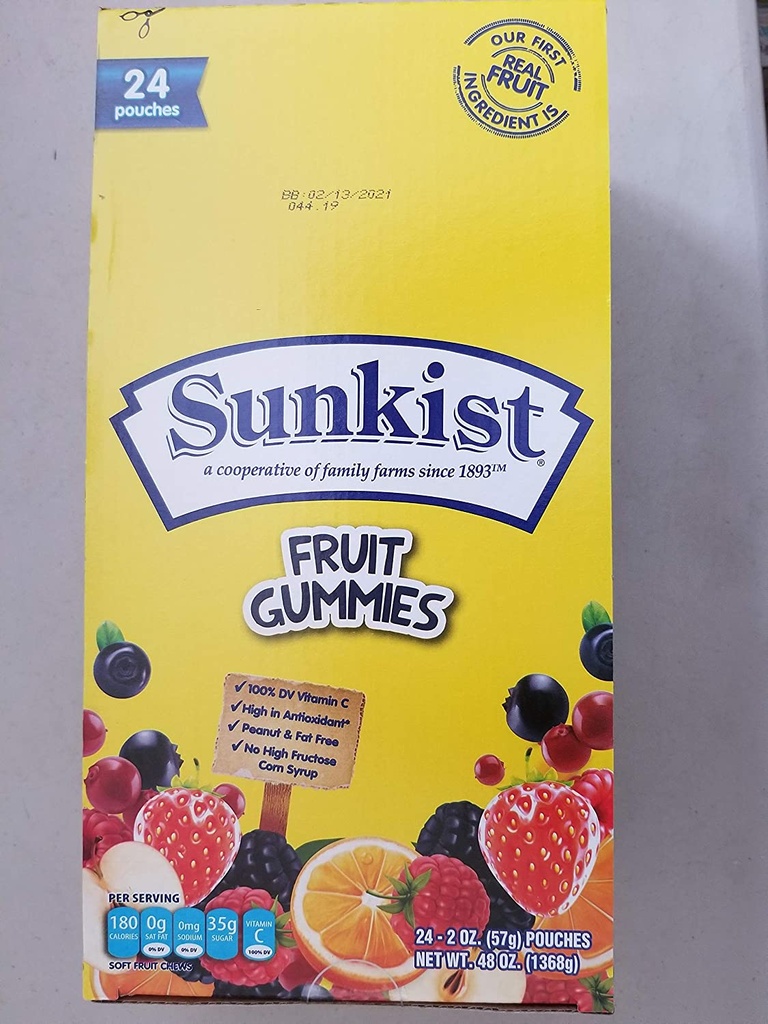 24
pouches
OUR FIRST
INGREDIENT IS
REAL
FRUIT
BB:02/13/2021
044.19
Sunkist®
a cooperative of family farms since 1893™
FRUIT
GUMMIES
✓ 100% DV Vitamin C
✓ High in Antioxidant*
✓ Peanut & Fat Free
✓ No High Fructose
Corn Syrup
PER SERVING
180 0g 0mg 35g VITAMIN
CALORIES SAT FAT SODIUM SUGAR C
0% DV 0% DV 100% DV
SOFT FRUIT CHEWS
24 - 2 OZ. (57g) POUCHES
NET WT. 48 OZ. (1368g)